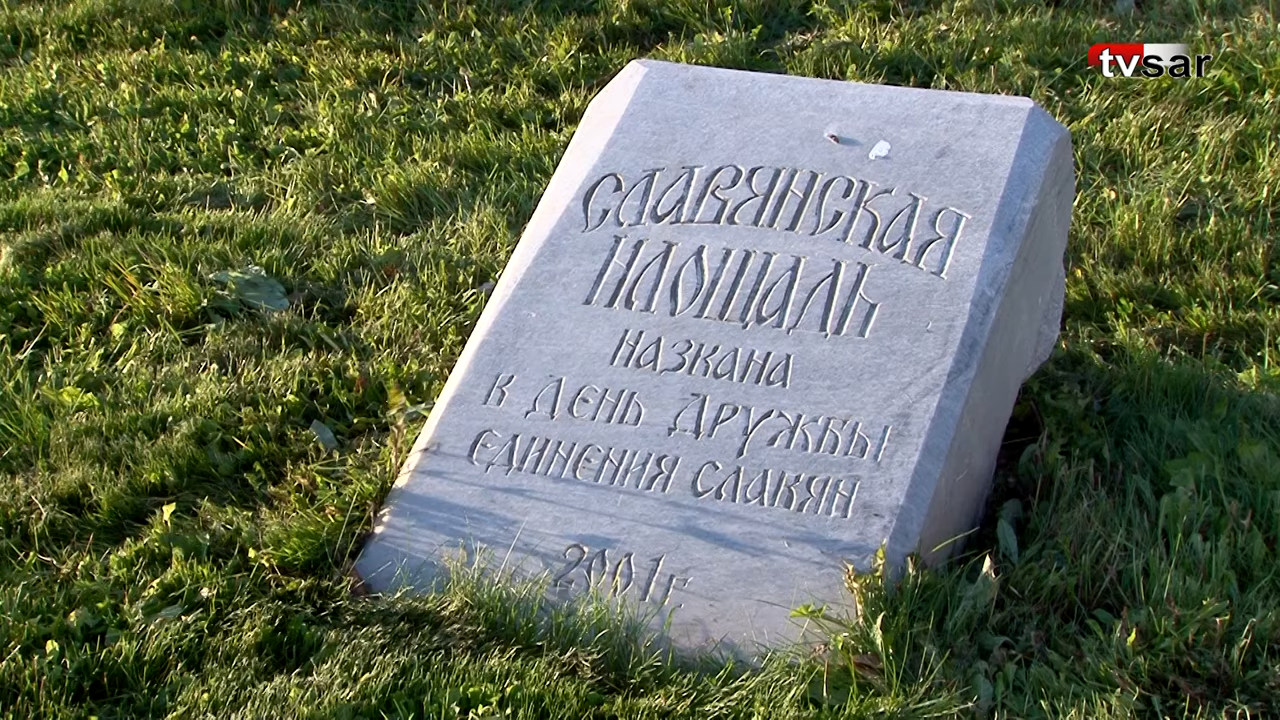 tvsar
СЛАВЯНСКАЯ
ПЛОЩАДЬ
НАЗВАНА
В ДЕНЬ ДРУЖБЫ
ЕДИНЕНИЯ СЛАВЯН
2001г.